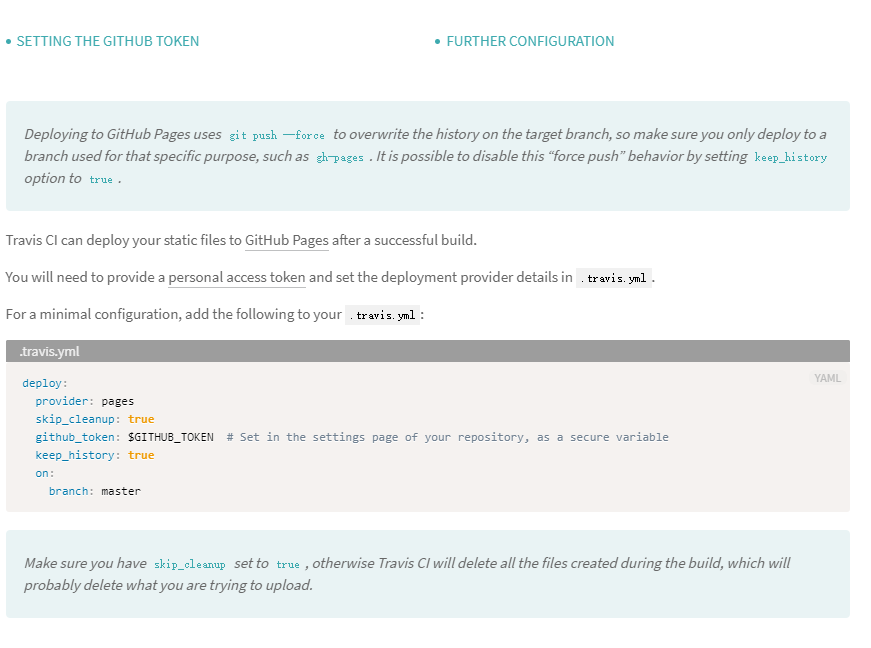 • SETTING THE GITHUB TOKEN
• FURTHER CONFIGURATION
Deploying to GitHub Pages uses git push —force to overwrite the history on the target branch, so make sure you only deploy to a
branch used for that specific purpose, such as gh-pages . It is possible to disable this “force push” behavior by setting keep_history
option to true .
Travis CI can deploy your static files to GitHub Pages after a successful build.
You will need to provide a personal access token and set the deployment provider details in .travis.yml .
For a minimal configuration, add the following to your .travis.yml :
.travis.yml
YAML
deploy:
  provider: pages
  skip_cleanup: true
  github_token: $GITHUB_TOKEN  # Set in the settings page of your repository, as a secure variable
  keep_history: true
  on:
    branch: master
Make sure you have skip_cleanup set to true , otherwise Travis CI will delete all the files created during the build, which will
probably delete what you are trying to upload.